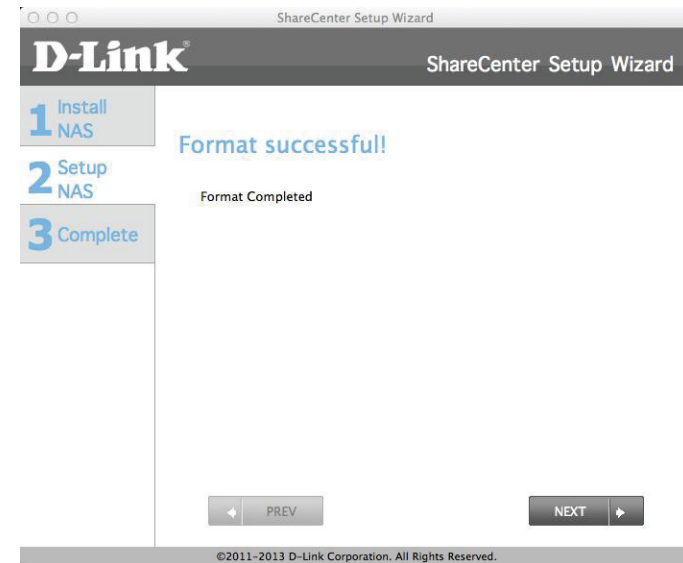 ShareCenter Setup Wizard
D-Link®
ShareCenter Setup Wizard
1 Install
NAS
2 Setup
NAS
3 Complete
Format successful!
Format Completed
PREV
NEXT
©2011-2013 D-Link Corporation. All Rights Reserved.